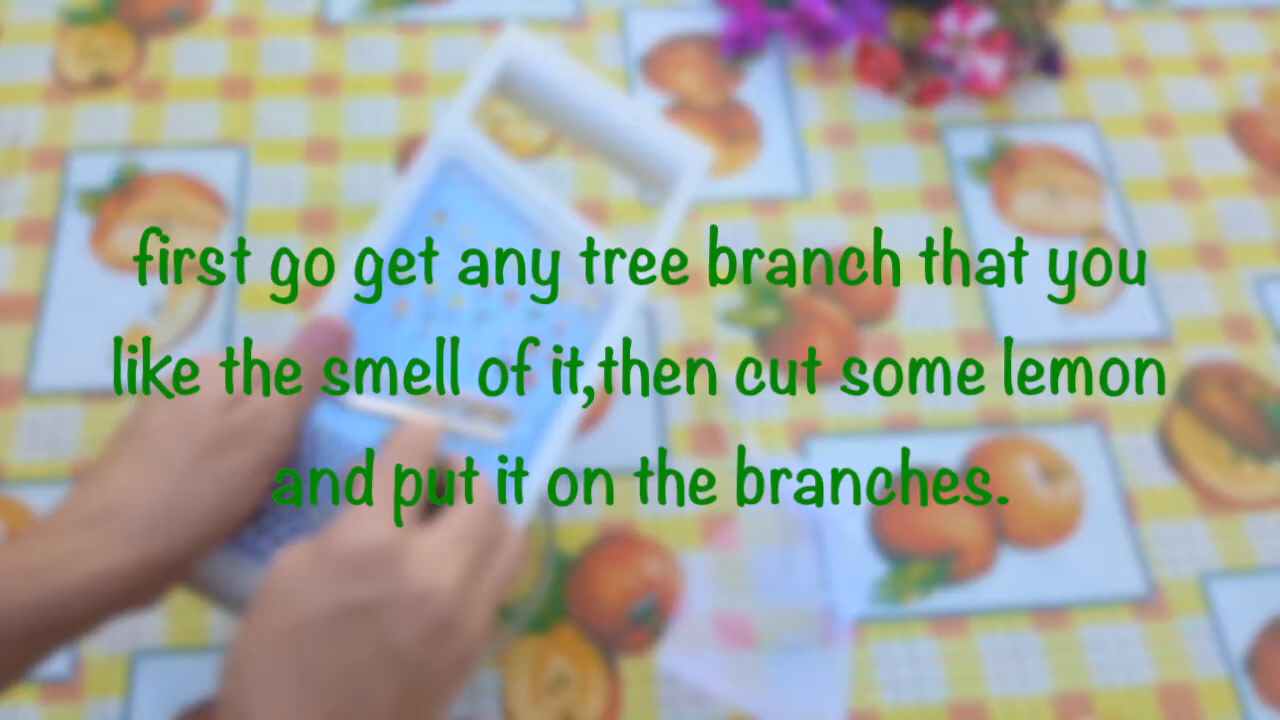 first go get any tree branch that you
like the smell of it,then cut some lemon
and put it on the branches.